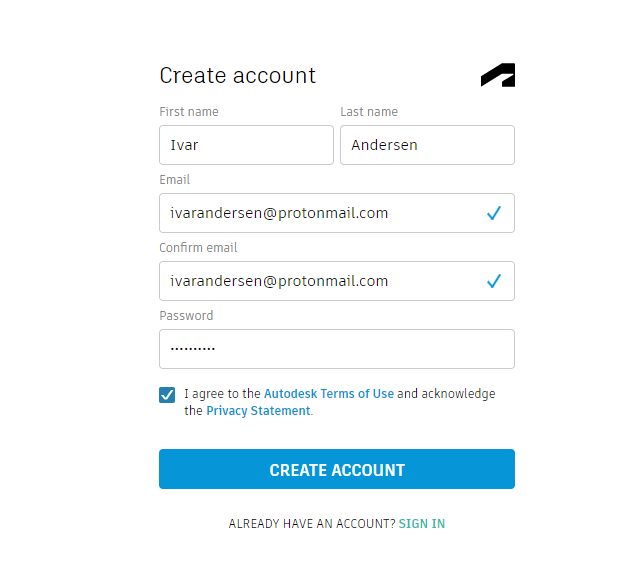 Create account
First name Last name
Ivar Andersen
Email
ivarandersen@protonmail.com
Confirm email
ivarandersen@protonmail.com
Password
••••••••••
I agree to the Autodesk Terms of Use and acknowledge
the Privacy Statement.
CREATE ACCOUNT
ALREADY HAVE AN ACCOUNT? SIGN IN